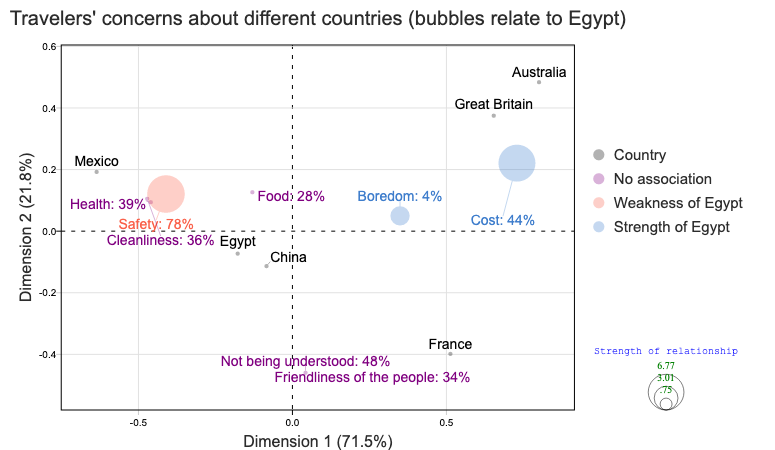 Travelers' concerns about different countries (bubbles relate to Egypt)
0.6
Australia
Great Britain
0.4
Country
Mexico
No association
0.2
Health: 39%
Food: 28%
Boredom: 4%
Weakness of Egypt
Safety: 78%
Cost: 44%
Strength of Egypt
Cleanliness: 36%
Egypt
0.0
China
-0.2
France
-0.4
Not being understood: 48%
Friendliness of the people: 34%
Strength of relationship
6.77
3.01
.75
-0.5
0.0
0.5
Dimension 1 (71.5%)
Dimension 2 (21.8%)